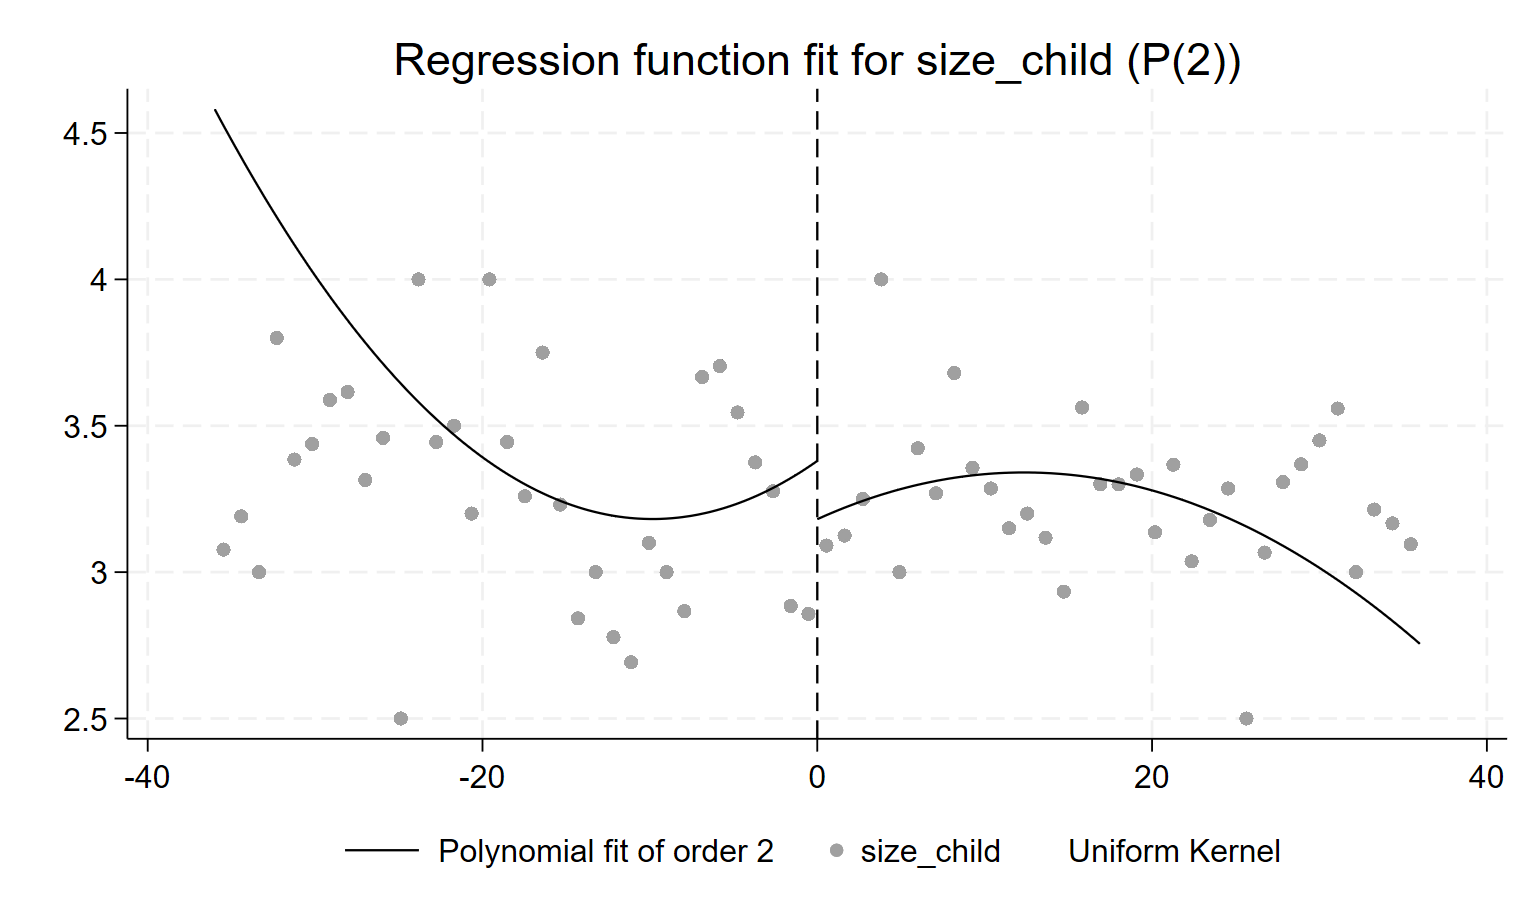 Regression function fit for size_child (P(2))
4.5
4
3.5
3
2.5
-40 -20 0 20 40
Polynomial fit of order 2 size_child Uniform Kernel